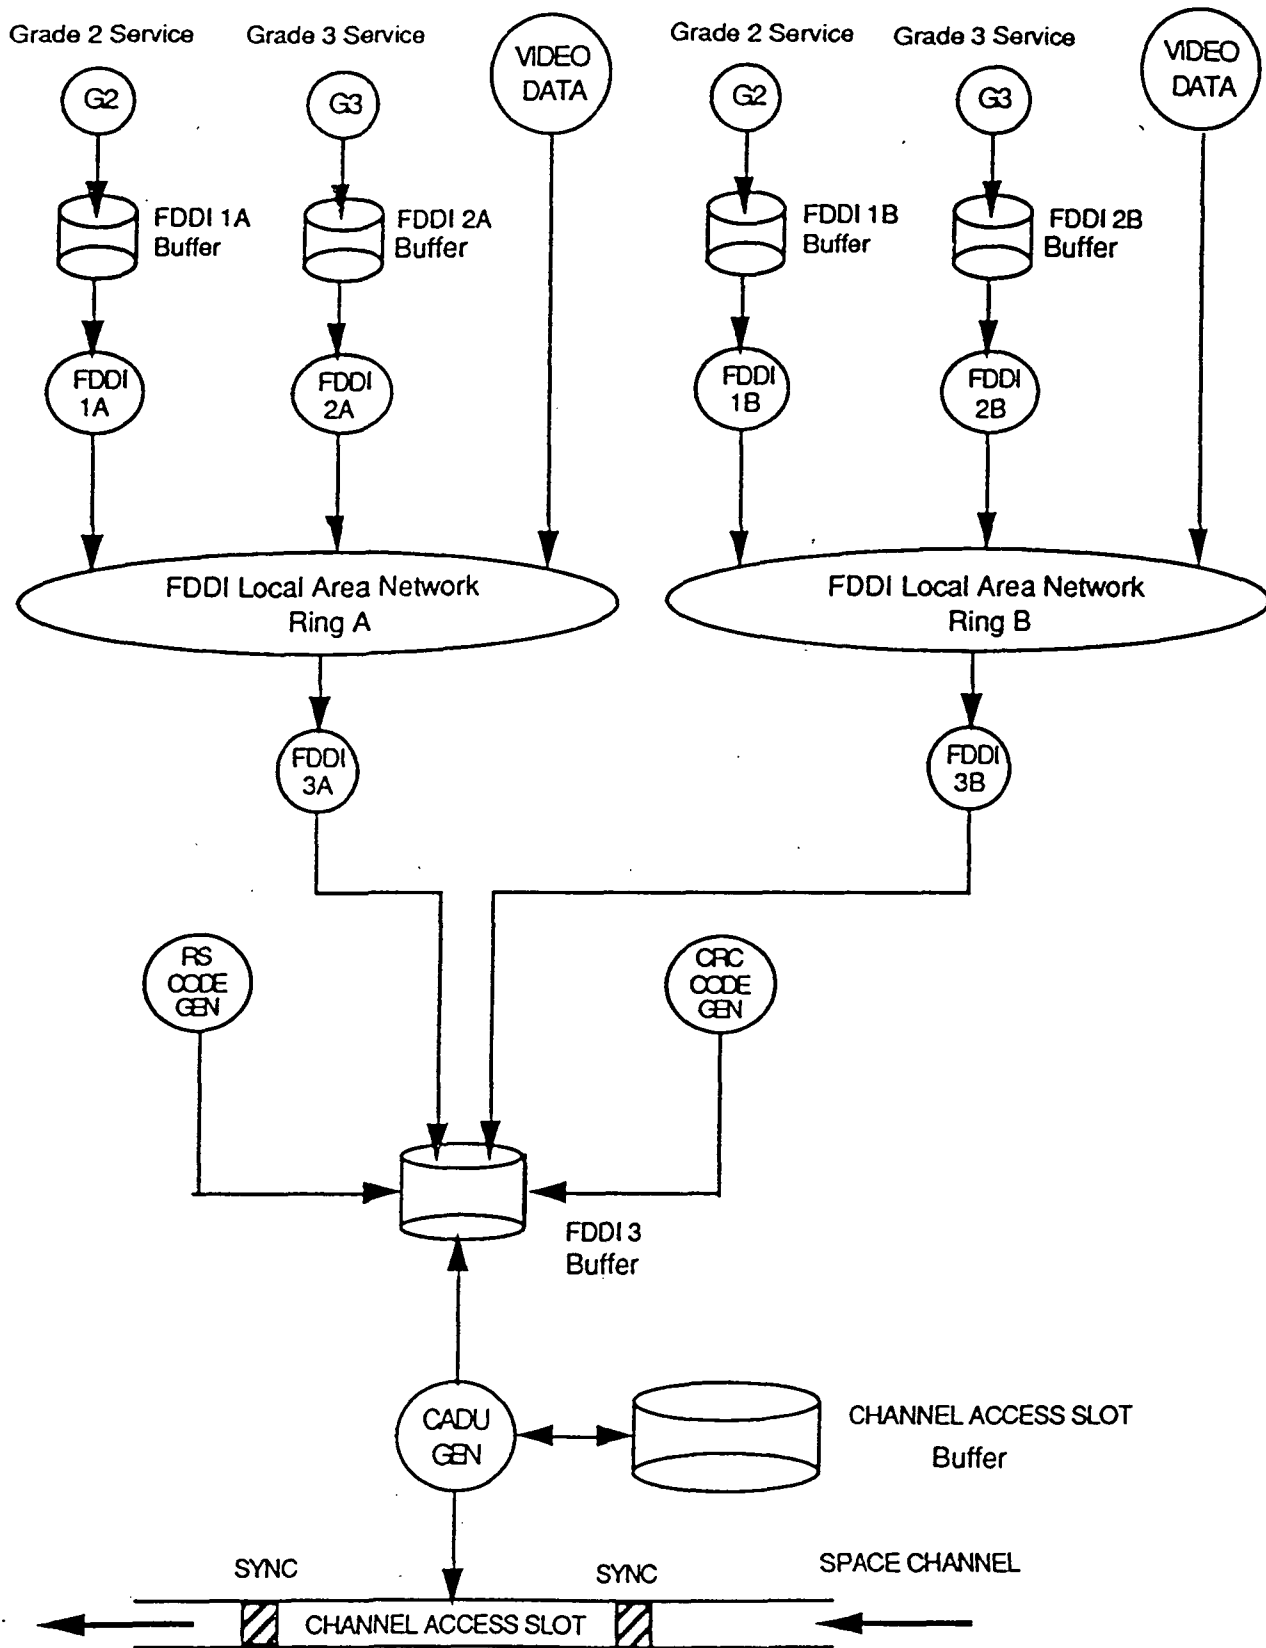 Grade 2 Service
Grade 3 Service
VIDEO
DATA
Grade 2 Service
Grade 3 Service
VIDEO
DATA
G2
G3
G2
G3
FDDI 1A
Buffer
FDDI 2A
Buffer
FDDI 1B
Buffer
FDDI 2B
Buffer
FDDI
1A
FDDI
2A
FDDI
1B
FDDI
2B
FDDI Local Area Network
Ring A
FDDI Local Area Network
Ring B
FDDI
3A
FDDI
3B
RS
CODE
GEN
CRC
CODE
GEN
FDDI 3
Buffer
CADU
GEN
CHANNEL ACCESS SLOT
Buffer
SYNC
SYNC
SPACE CHANNEL
CHANNEL ACCESS SLOT